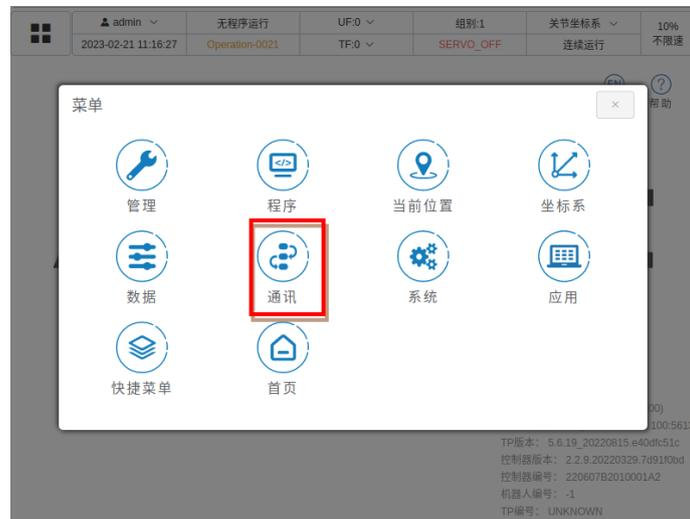 admin
无程序运行
UF:0
组别:1
关节坐标系
10%
不限速
2023-02-21 11:16:27
Operation-0021
TF:0
SERVO_OFF
连续运行
EN
?
帮助
菜单
×
管理
程序
当前位置
坐标系
数据
通讯
系统
应用
快捷菜单
首页
00)
100:561
TP版本： 5.6.19_20220815.e40dfc51c
控制器版本： 2.2.9.20220329.7d91f0bd
控制器编号： 220607B2010001A2
机器人编号： -1
TP编号： UNKNOWN